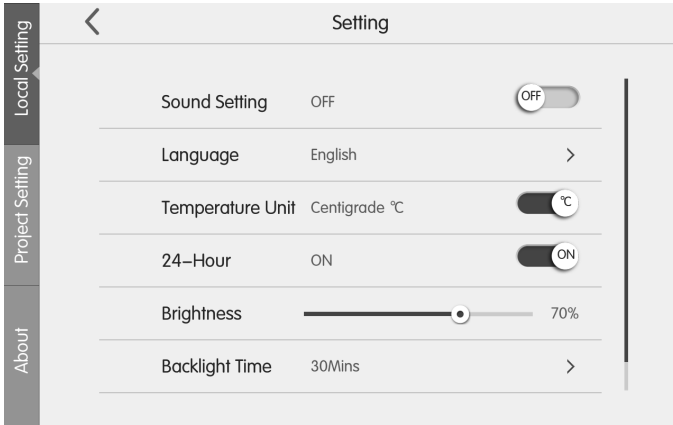 Setting
Local Setting
Project Setting
About
Sound Setting OFF OFF
Language English
Temperature Unit Centigrade ℃ ℃
24–Hour ON ON
Brightness 70%
Backlight Time 30Mins